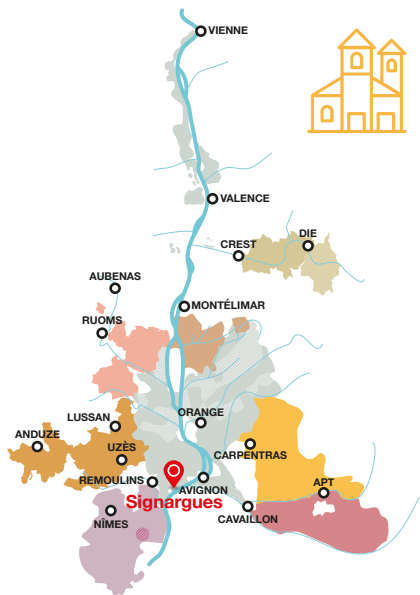 VIENNE
VALENCE
DIE
CREST
AUBENAS
MONTÉLIMAR
RUOMS
ORANGE
LUSSAN
ANDUZE
UZÈS
CARPENTRAS
REMOULINS
AVIGNON
APT
Signargues
NÎMES
CAVAILLON